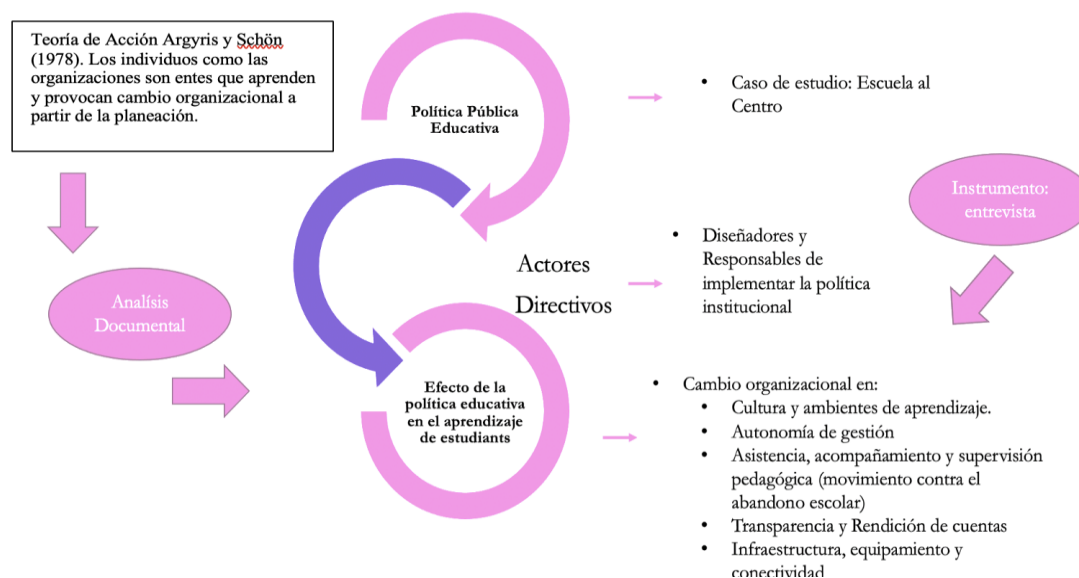 Teoría de Acción Argyris y Schön
(1978). Los individuos como las
organizaciones son entes que aprenden
y provocan cambio organizacional a
partir de la planeación.
Política Pública
Educativa
• Caso de estudio: Escuela al
Centro
Instrumento:
entrevista
Actores
Directivos
• Diseñadores y
Responsables de
implementar la política
institucional
Analísis
Documental
Efecto de la
política educativa
en el aprendizaje
de estudiants
• Cambio organizacional en:
• Cultura y ambientes de aprendizaje.
• Autonomía de gestión
• Asistencia, acompañamiento y supervisión
pedagógica (movimiento contra el
abandono escolar)
• Transparencia y Rendición de cuentas
• Infraestructura, equipamiento y
conectividad